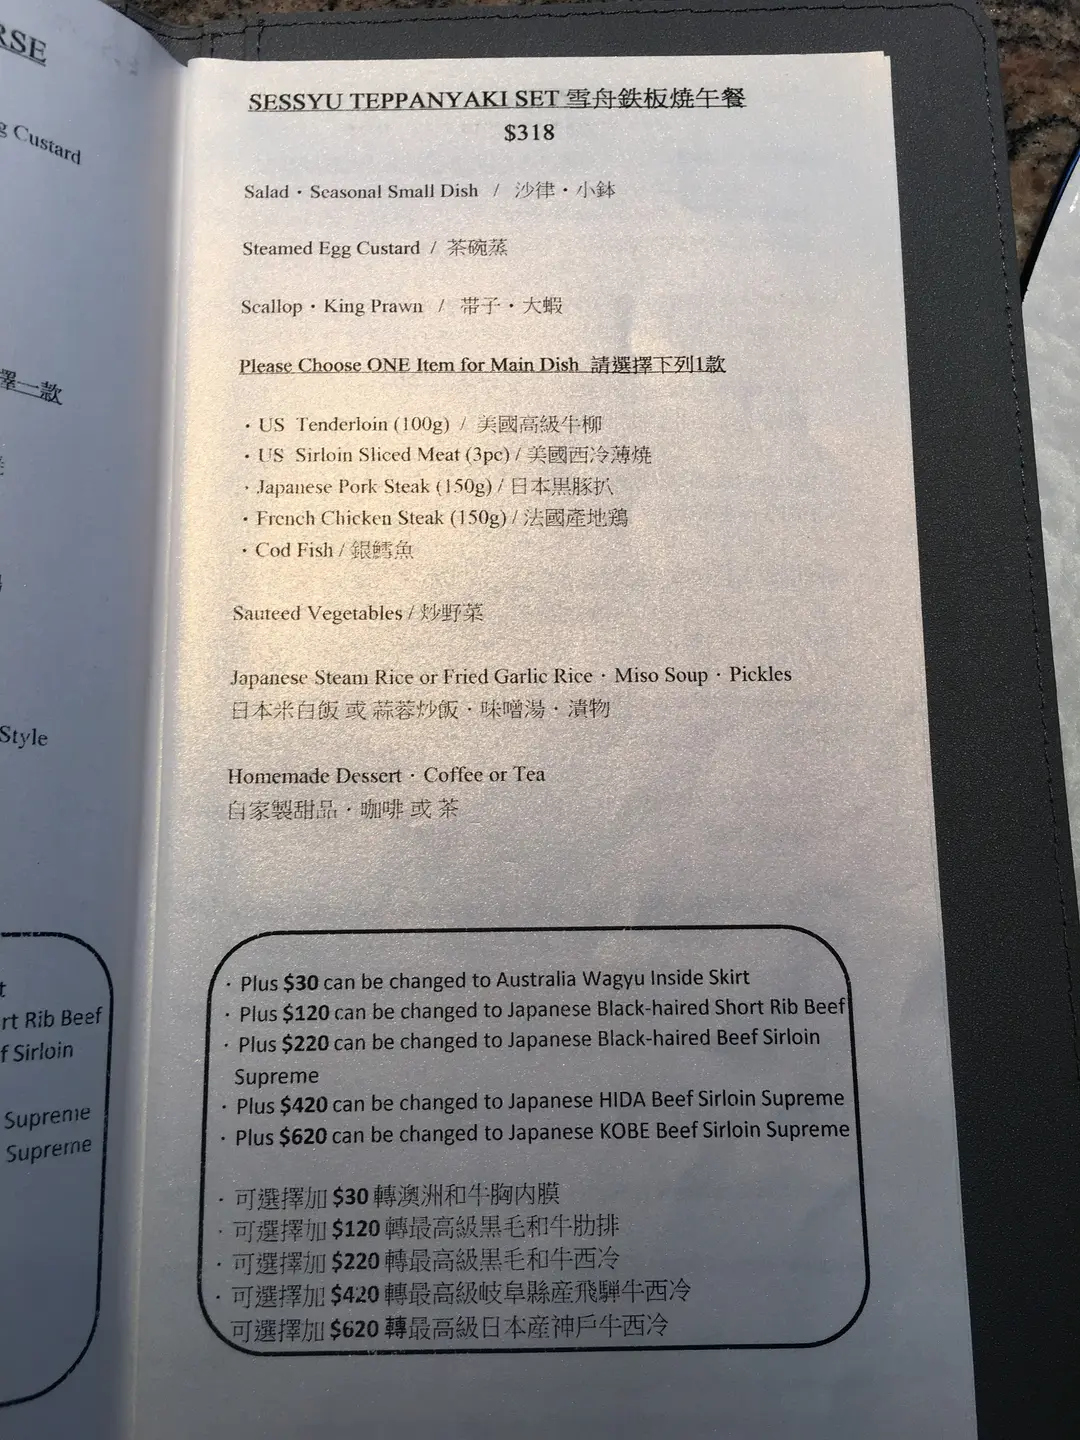 RSE
g Custard
擇一款
Style
rt Rib Beef
f Sirloin
Supreme
Supreme
SESSYU TEPPANYAKI SET 雪舟鉄板焼午餐
$318
Salad・Seasonal Small Dish / 沙律・小鉢
Steamed Egg Custard / 茶碗蒸
Scallop・King Prawn / 帯子・大蝦
Please Choose ONE Item for Main Dish 請選擇下列1款
・US Tenderloin (100g) / 美國高級牛柳
・US Sirloin Sliced Meat (3pc) / 美國西冷薄燒
・Japanese Pork Steak (150g) / 日本黒豚扒
・French Chicken Steak (150g) / 法國產地鶏
・Cod Fish / 銀鱈魚
Sauteed Vegetables / 炒野菜
Japanese Steam Rice or Fried Garlic Rice・Miso Soup・Pickles
日本米白飯 或 蒜蓉炒飯・味噌湯・漬物
Homemade Dessert・Coffee or Tea
自家製甜品・咖啡 或 茶
・Plus $30 can be changed to Australia Wagyu Inside Skirt
・Plus $120 can be changed to Japanese Black-haired Short Rib Beef
・Plus $220 can be changed to Japanese Black-haired Beef Sirloin
Supreme
・Plus $420 can be changed to Japanese HIDA Beef Sirloin Supreme
・Plus $620 can be changed to Japanese KOBE Beef Sirloin Supreme
・可選擇加 $30 轉澳洲和牛胸内膜
・可選擇加 $120 轉最高級黒毛和牛肋排
・可選擇加 $220 轉最高級黒毛和牛西冷
・可選擇加 $420 轉最高級岐阜縣産飛騨牛西冷
可選擇加 $620 轉最高級日本産神戶牛西冷